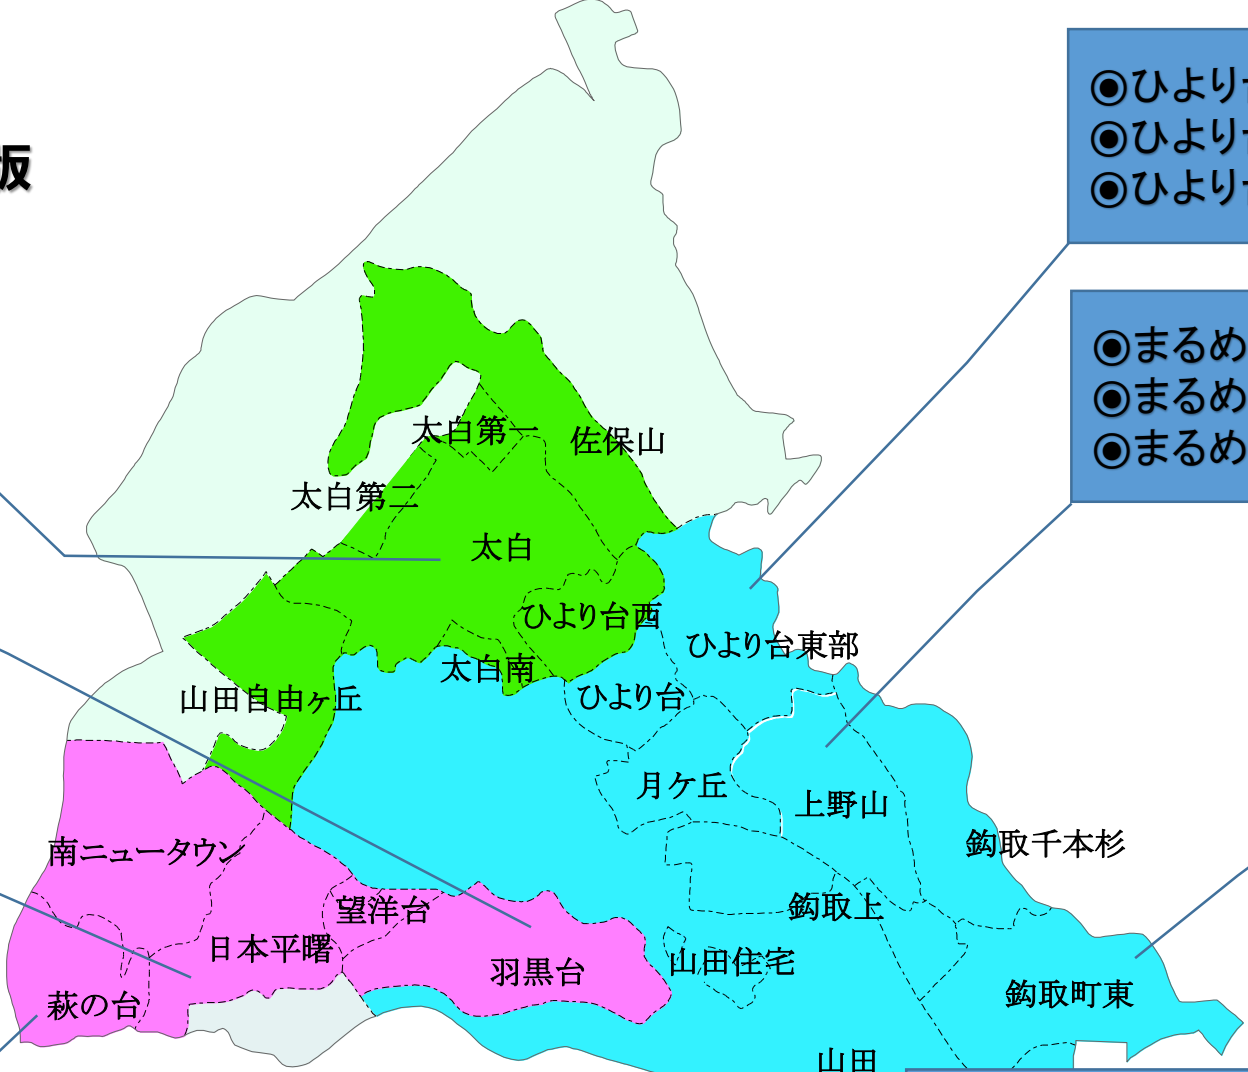 版
◉ひより
◉ひより
◉ひより
◉まるめ
◉まるめ
◉まるめ
太白第一
佐保山
太白第二
太白
ひより台西
ひより台東部
太白南
ひより台
山田自由ヶ丘
月ケ丘
上野山
南ニュータウン
鈎取千本杉
望洋台
鈎取上
日本平曙
山田住宅
羽黒台
萩の台
鈎取町東
山田